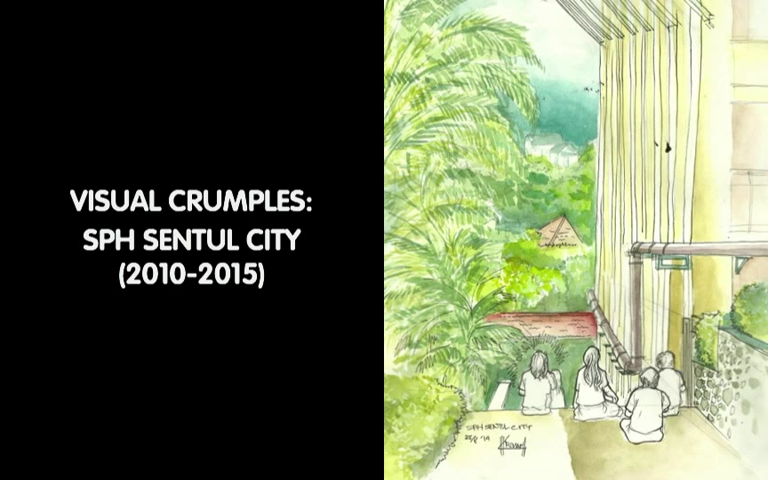 VISUAL CRUMPLES:
SPH SENTUL CITY
(2010-2015)
SPH SENTUL CITY